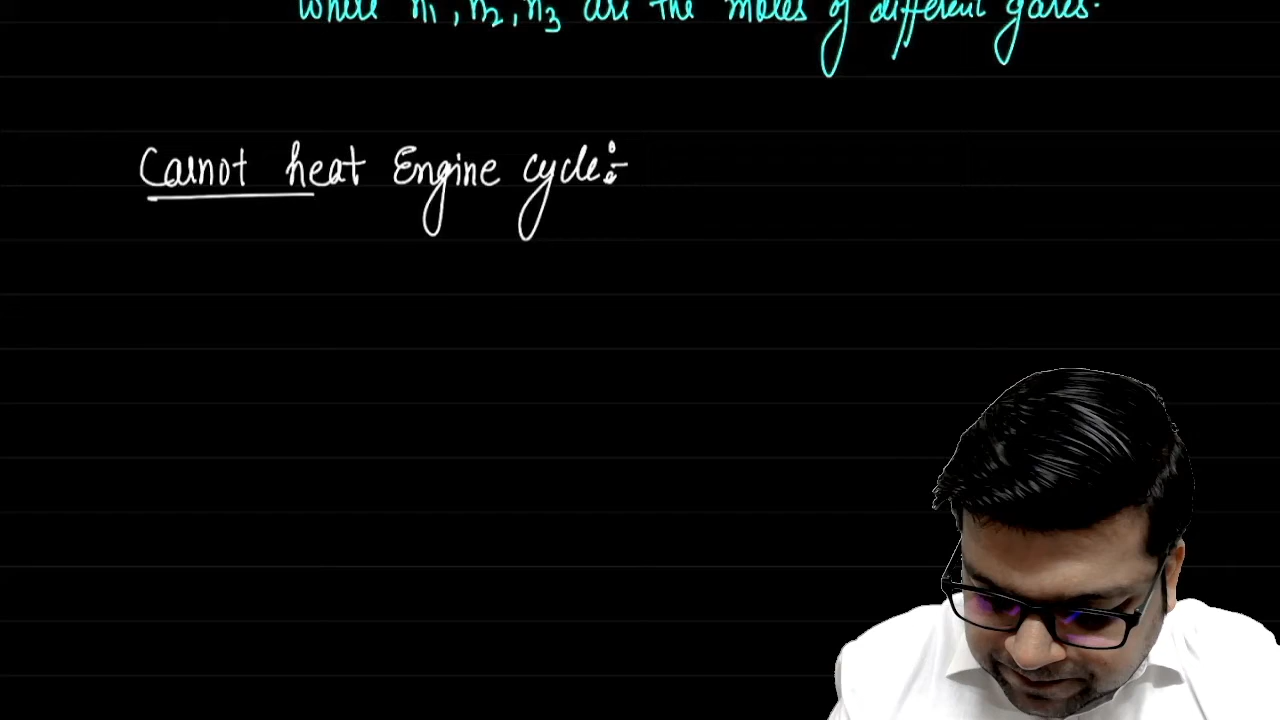 where n1, n2, n3 are the moles of different gases.
Carnot heat Engine cycle:-